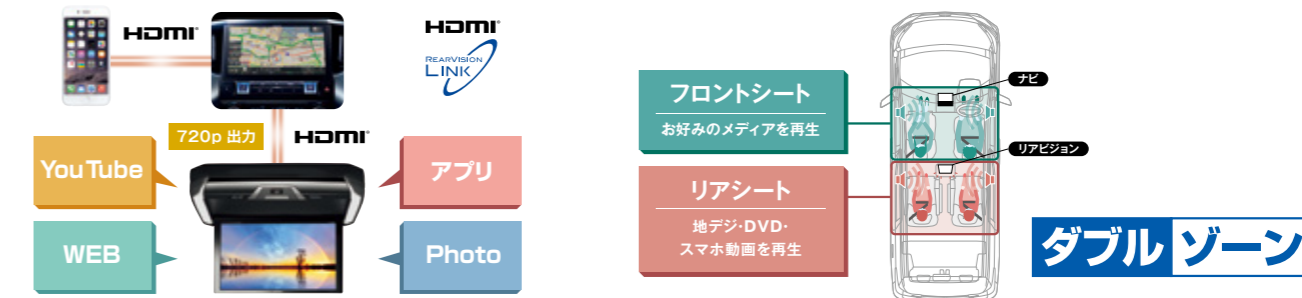 HDMI
HDMI
REARVISION
LINK
720p 出力
HDMI
YouTube
アプリ
WEB
Photo
フロントシート
お好みのメディアを再生
リアシート
地デジ・DVD・
スマホ動画を再生
ナビ
リアビジョン
ダブルゾーン